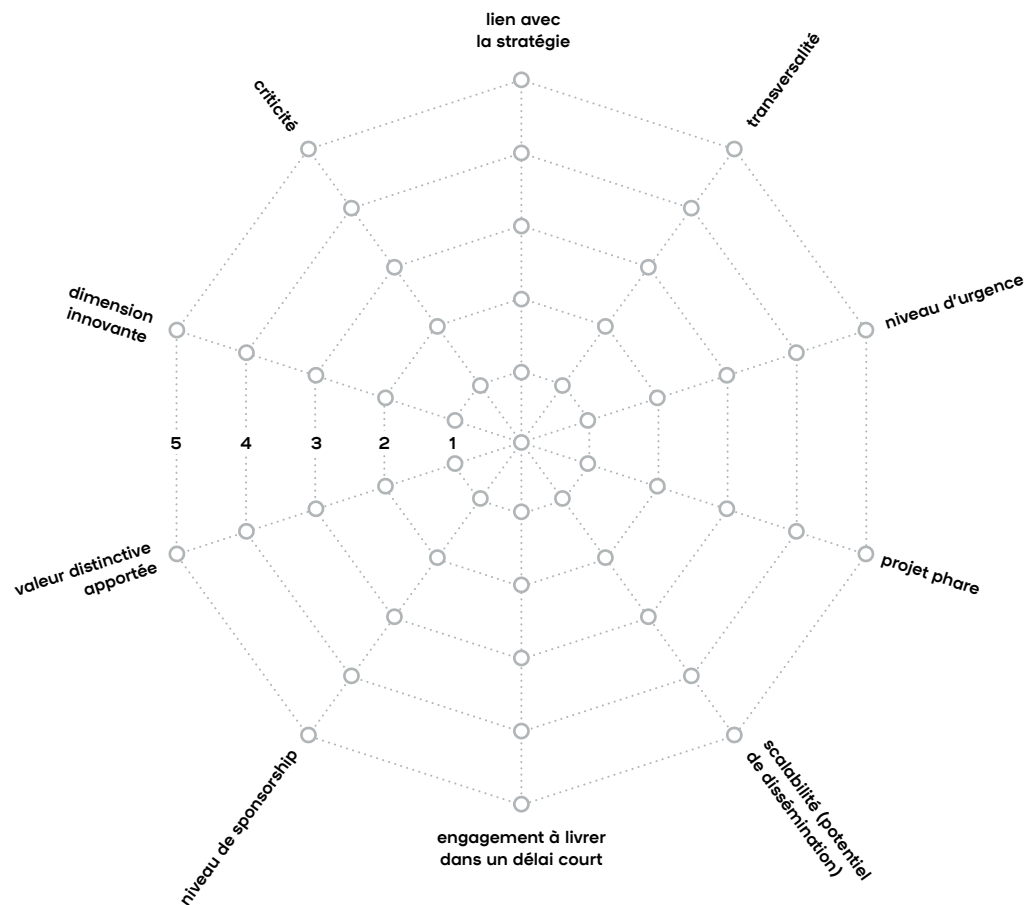 lien avec
la stratégie
transversalité
criticité
niveau d'urgence
dimension
innovante
5 4 3 2 1
valeur distinctive
apportée
projet phare
niveau de sponsorship
scalabilité (potentiel
de dissémination)
engagement à livrer
dans un délai court